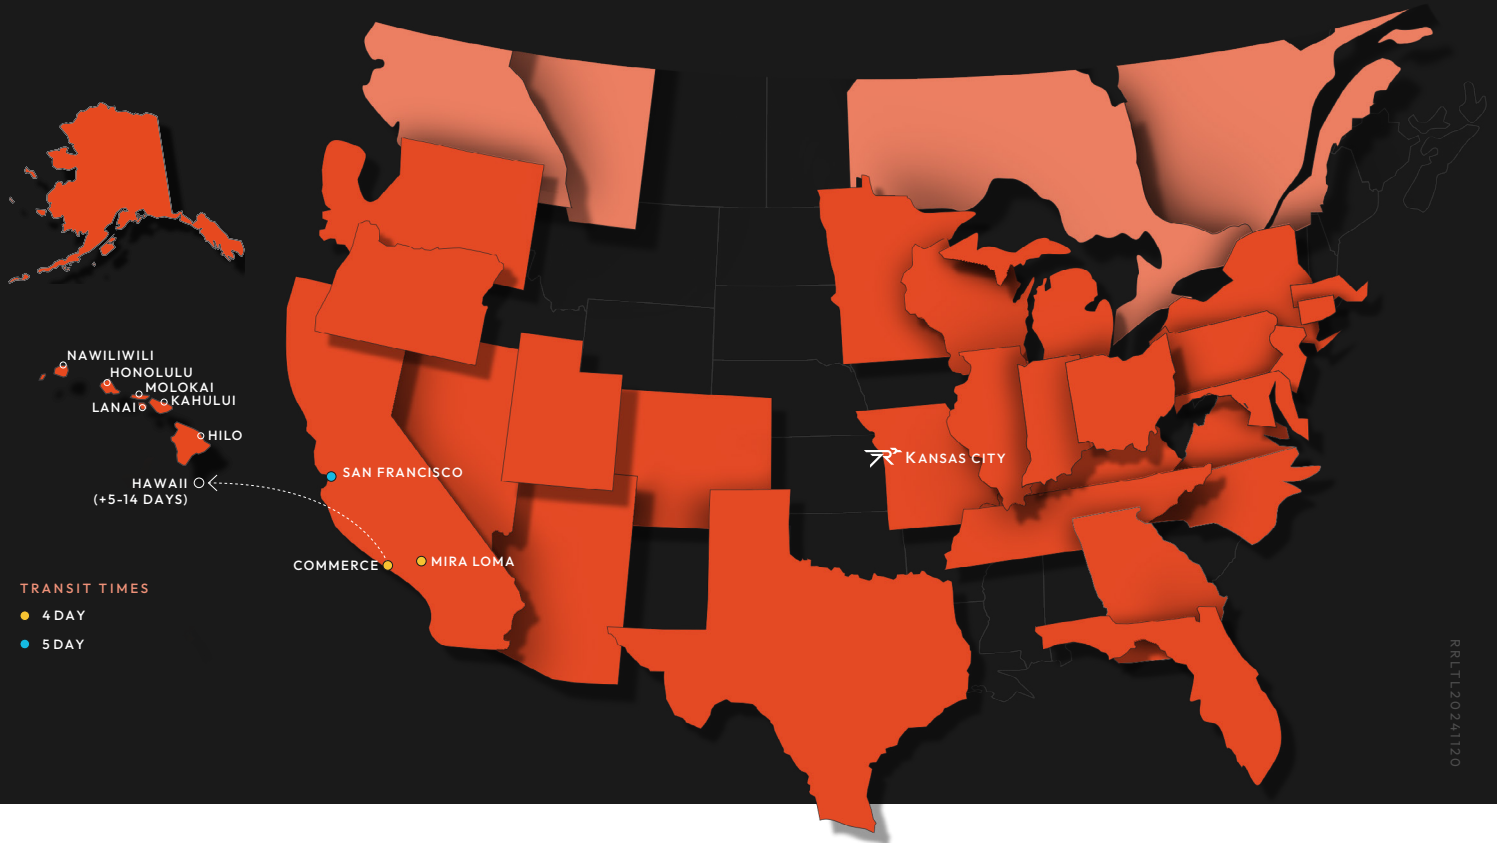 NAWILIWILI
HONOLULU
MOLOKAI
LANAI
KAHULUI
HILO
HAWAII
(+5-14 DAYS)
SAN FRANCISCO
KANSAS CITY
COMMERCE
MIRA LOMA
TRANSIT TIMES
4 DAY
5 DAY
RRLTL20241120